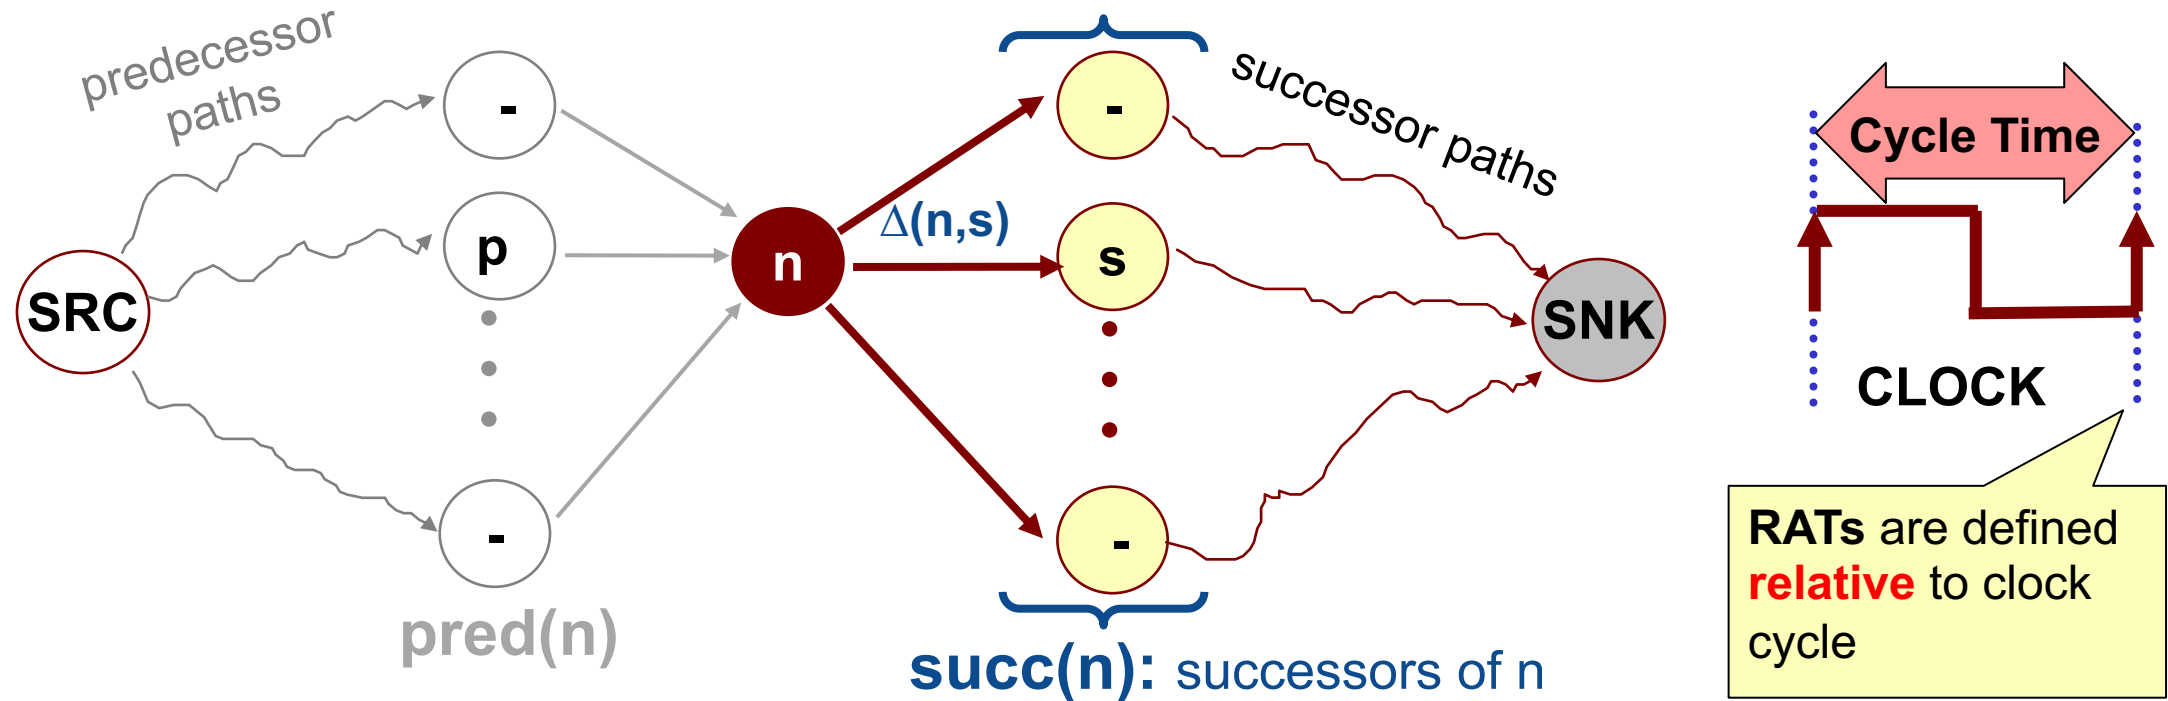 predecessor
paths
-
p
-
SRC
pred(n)
n
Δ(n,s)
-
s
-
successor paths
SNK
succ(n): successors of n
Cycle Time
CLOCK
RATs are defined
relative to clock
cycle